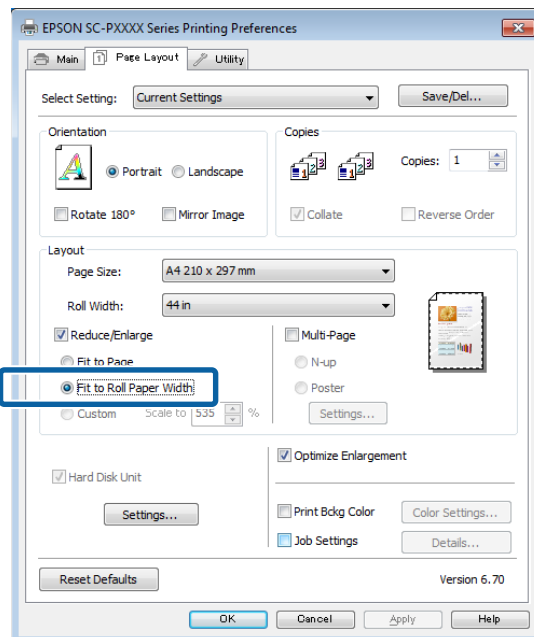 EPSON SC-PXXXX Series Printing Preferences
Main Page Layout Utility
Select Setting: Current Settings Save/Del...
Orientation
Portrait Landscape
Rotate 180° Mirror Image
Copies
Copies: 1
Collate Reverse Order
Layout
Page Size: A4 210 x 297 mm
Roll Width: 44 in
Reduce/Enlarge
Fit to Page
Fit to Roll Paper Width
Custom Scale to 535 %
Multi-Page
N-up
Poster
Settings...
Hard Disk Unit
Settings...
Optimize Enlargement
Print Bckg Color Color Settings...
Job Settings Details...
Reset Defaults Version 6.70
OK Cancel Apply Help